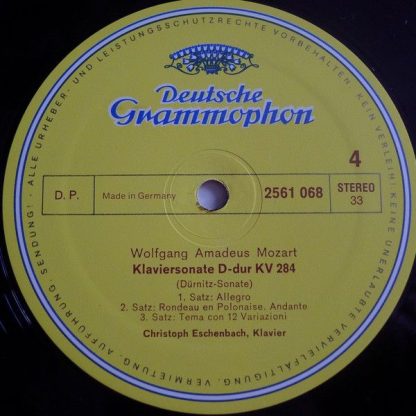 ALLE URHEBER- UND LEISTUNGSSCHUTZRECHTE VORBEHALTEN · KEIN VERLEIH! KEINE UNERLAUBTE VERVIELFÄLTIGUNG, VERMIETUNG, AUFFÜHRUNG, SENDUNG! ·
Deutsche
Grammophon
4
D. P.
Made in Germany
2561 068
STEREO
33
Wolfgang Amadeus Mozart
Klaviersonate D-dur KV 284
(Dürnitz-Sonate)
1. Satz: Allegro
2. Satz: Rondeau en Polonaise. Andante
3. Satz: Tema con 12 Variazioni
Christoph Eschenbach, Klavier